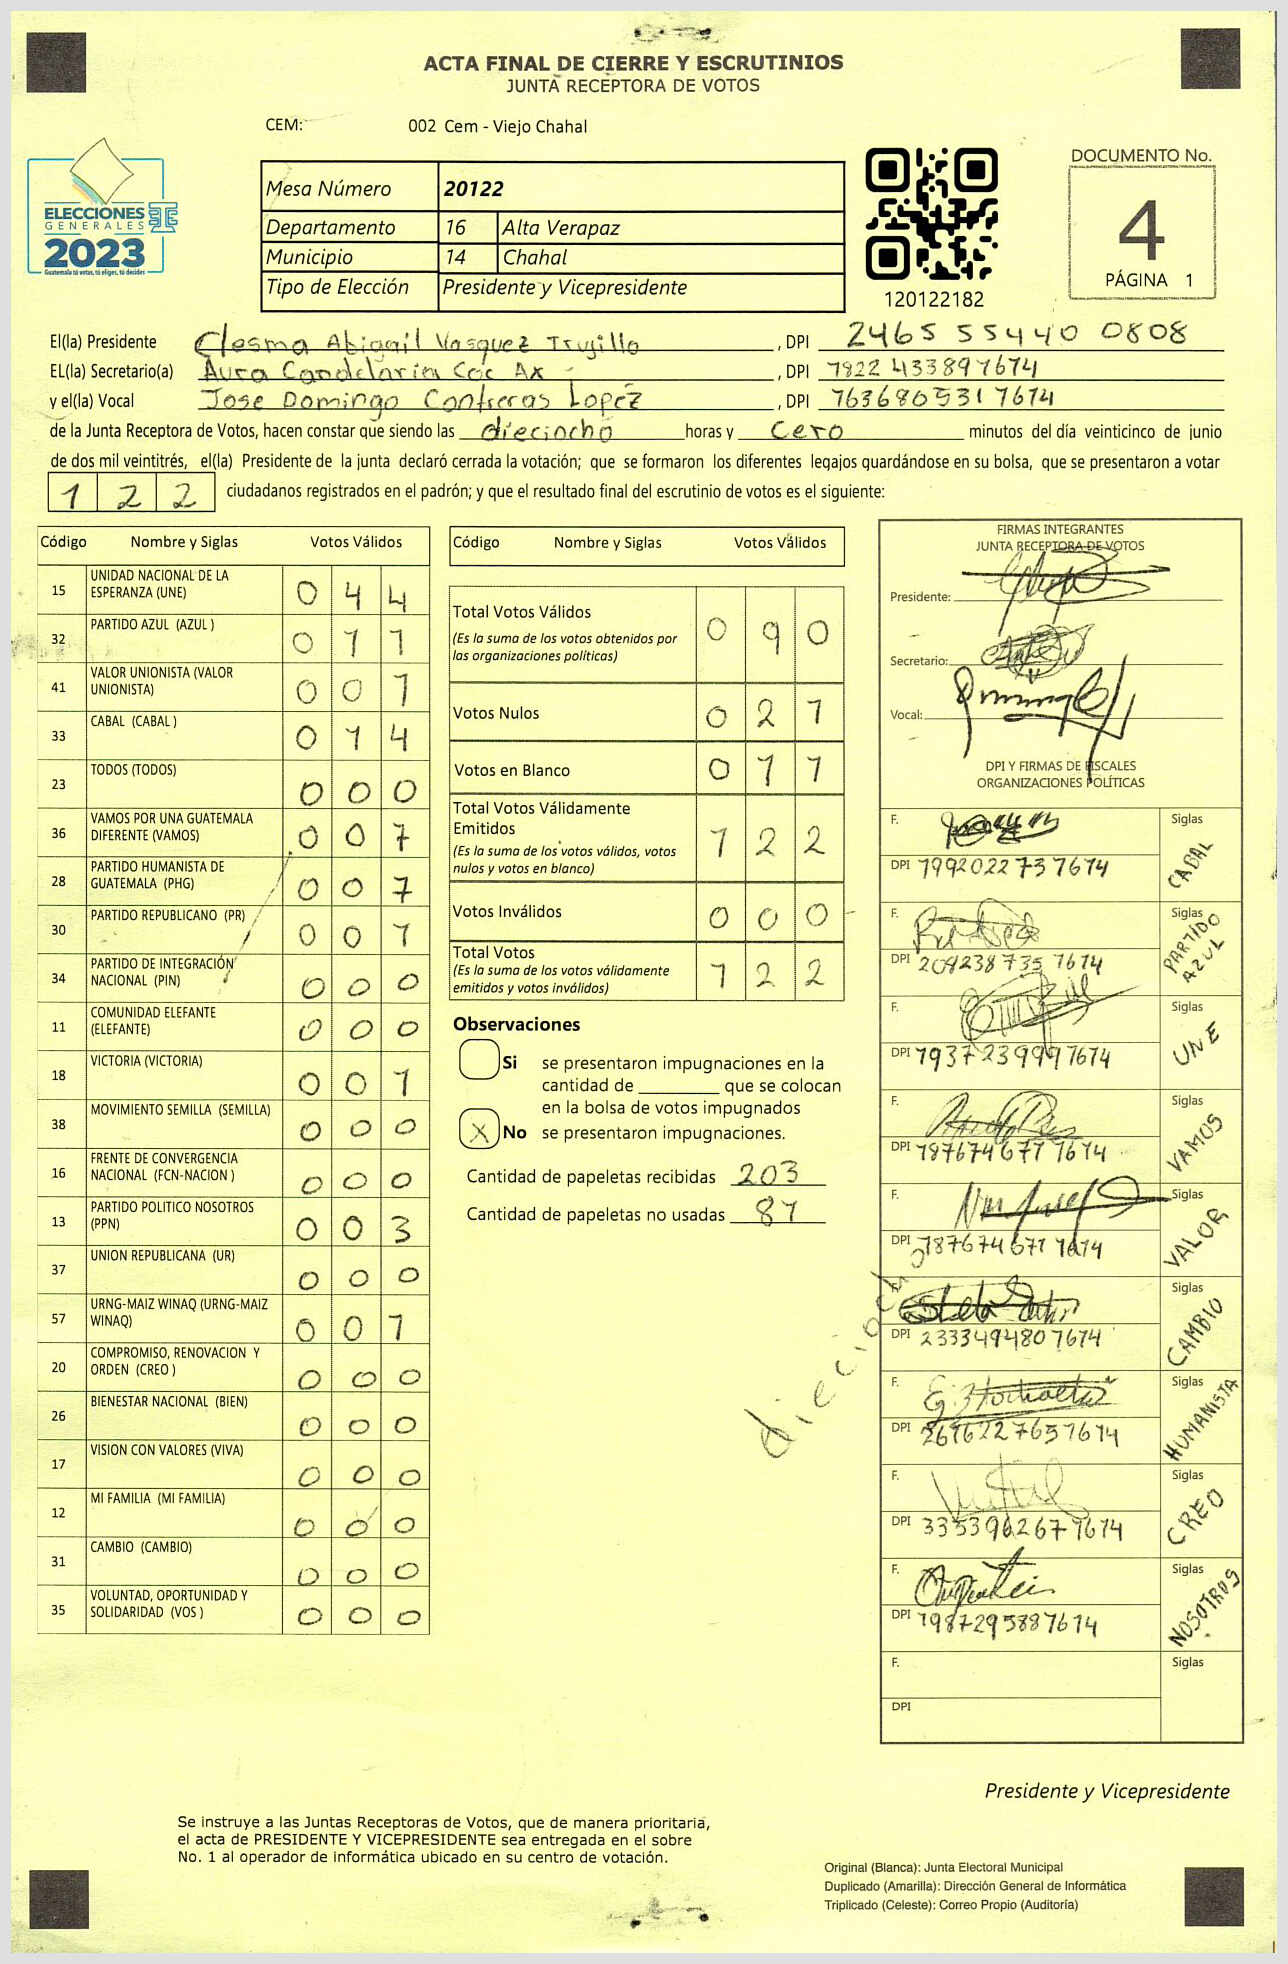 ACTA FINAL DE CIERRE Y ESCRUTINIOS
JUNTA RECEPTORA DE VOTOS
CEM: 002 Cem - Viejo Chahal
ELECCIONES
GENERALES
2023
Guatemala tú votas, tú eliges, tú decides
Mesa Número 20122
Departamento 16 Alta Verapaz
Municipio 14 Chahal
Tipo de Elección Presidente y Vicepresidente
120122182
DOCUMENTO No.
4
PÁGINA 1
El(la) Presidente Clesma Abigail Vasquez Trujillo , DPI 2465 55440 0808
EL(la) Secretario(a) Aura Candelaria Coc Ax , DPI 7822 433897674
y el(la) Vocal Jose Domingo Contreras Lopez , DPI 7636805317674
de la Junta Receptora de Votos, hacen constar que siendo las dieciocho horas y cero minutos del día veinticinco de junio
de dos mil veintitrés, el(la) Presidente de la junta declaró cerrada la votación; que se formaron los diferentes legajos guardándose en su bolsa, que se presentaron a votar
1 2 2 ciudadanos registrados en el padrón; y que el resultado final del escrutinio de votos es el siguiente:
Código Nombre y Siglas Votos Válidos
15 UNIDAD NACIONAL DE LA ESPERANZA (UNE) 0 4 4
32 PARTIDO AZUL (AZUL ) 0 1 1
41 VALOR UNIONISTA (VALOR UNIONISTA) 0 0 1
33 CABAL (CABAL ) 0 1 4
23 TODOS (TODOS) 0 0 0
36 VAMOS POR UNA GUATEMALA DIFERENTE (VAMOS) 0 0 7
28 PARTIDO HUMANISTA DE GUATEMALA (PHG) 0 0 7
30 PARTIDO REPUBLICANO (PR) 0 0 1
34 PARTIDO DE INTEGRACIÓN NACIONAL (PIN) 0 0 0
11 COMUNIDAD ELEFANTE (ELEFANTE) 0 0 0
18 VICTORIA (VICTORIA) 0 0 1
38 MOVIMIENTO SEMILLA (SEMILLA) 0 0 0
16 FRENTE DE CONVERGENCIA NACIONAL (FCN-NACION ) 0 0 0
13 PARTIDO POLITICO NOSOTROS (PPN) 0 0 3
37 UNION REPUBLICANA (UR) 0 0 0
57 URNG-MAIZ WINAQ (URNG-MAIZ WINAQ) 0 0 1
20 COMPROMISO, RENOVACION Y ORDEN (CREO ) 0 0 0
26 BIENESTAR NACIONAL (BIEN) 0 0 0
17 VISION CON VALORES (VIVA) 0 0 0
12 MI FAMILIA (MI FAMILIA) 0 0 0
31 CAMBIO (CAMBIO) 0 0 0
35 VOLUNTAD, OPORTUNIDAD Y SOLIDARIDAD (VOS ) 0 0 0
Código Nombre y Siglas Votos Válidos
Total Votos Válidos 0 9 0
(Es la suma de los votos obtenidos por
las organizaciones políticas)
Votos Nulos 0 2 1
Votos en Blanco 0 1 1
Total Votos Válidamente
Emitidos 1 2 2
(Es la suma de los votos válidos, votos
nulos y votos en blanco)
Votos Inválidos 0 0 0
Total Votos 1 2 2
(Es la suma de los votos válidamente
emitidos y votos inválidos)
Observaciones
Si se presentaron impugnaciones en la
cantidad de que se colocan
en la bolsa de votos impugnados
X No se presentaron impugnaciones.
Cantidad de papeletas recibidas 203
Cantidad de papeletas no usadas 81
dieciocho
FIRMAS INTEGRANTES
JUNTA RECEPTORA DE VOTOS
Presidente:
Secretario:
Vocal:
DPI Y FIRMAS DE FISCALES
ORGANIZACIONES POLÍTICAS
F. Siglas CABAL
DPI 1992022737674
F. Siglas PARTIDO AZUL
DPI 209238735 7674
F. Siglas UNE
DPI 7937239997674
F. Siglas VAMOS
DPI 787674677 7674
F. Siglas VALOR
DPI 787674677 7674
F. Siglas CAMBIO
DPI 2333494807674
F. Siglas HUMANISTA
DPI 2616227657674
F. Siglas CREO
DPI 3353962677674
F. Siglas NOSOTROS
DPI 1987295887674
F. Siglas
DPI
Presidente y Vicepresidente
Se instruye a las Juntas Receptoras de Votos, que de manera prioritaria,
el acta de PRESIDENTE Y VICEPRESIDENTE sea entregada en el sobre
No. 1 al operador de informática ubicado en su centro de votación.
Original (Blanca): Junta Electoral Municipal
Duplicado (Amarilla): Dirección General de Informática
Triplicado (Celeste): Correo Propio (Auditoría)